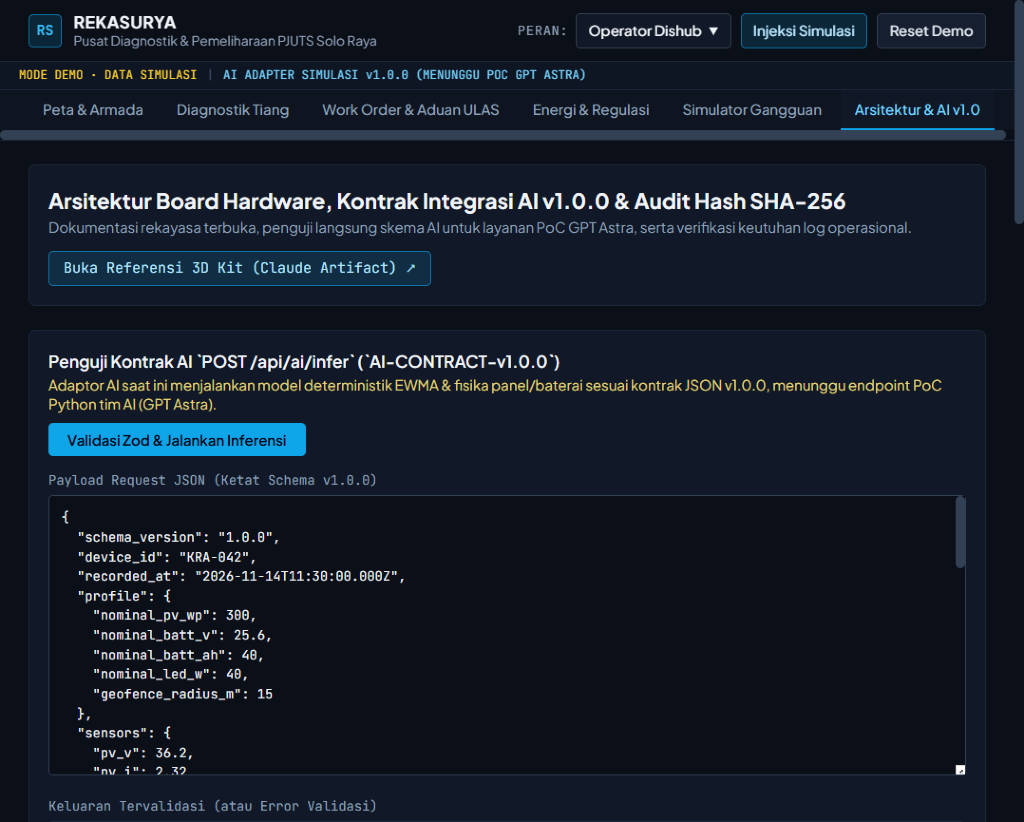 RS
REKASURYA
Pusat Diagnostik & Pemeliharaan PJUTS Solo Raya
PERAN:
Operator Dishub ▼
Injeksi Simulasi
Reset Demo
MODE DEMO · DATA SIMULASI | AI ADAPTER SIMULASI v1.0.0 (MENUNGGU POC GPT ASTRA)
Peta & Armada
Diagnostik Tiang
Work Order & Aduan ULAS
Energi & Regulasi
Simulator Gangguan
Arsitektur & AI v1.0
Arsitektur Board Hardware, Kontrak Integrasi AI v1.0.0 & Audit Hash SHA-256
Dokumentasi rekayasa terbuka, penguji langsung skema AI untuk layanan PoC GPT Astra, serta verifikasi keutuhan log operasional.
Buka Referensi 3D Kit (Claude Artifact) ↗
Penguji Kontrak AI `POST /api/ai/infer` (`AI-CONTRACT-v1.0.0`)
Adaptor AI saat ini menjalankan model deterministik EWMA & fisika panel/baterai sesuai kontrak JSON v1.0.0, menunggu endpoint PoC
Python tim AI (GPT Astra).
Validasi Zod & Jalankan Inferensi
Payload Request JSON (Ketat Schema v1.0.0)
{
"schema_version": "1.0.0",
"device_id": "KRA-042",
"recorded_at": "2026-11-14T11:30:00.000Z",
"profile": {
"nominal_pv_wp": 300,
"nominal_batt_v": 25.6,
"nominal_batt_ah": 40,
"nominal_led_w": 40,
"geofence_radius_m": 15
},
"sensors": {
"pv_v": 36.2,
"pv_i": 2.32
Keluaran Tervalidasi (atau Error Validasi)